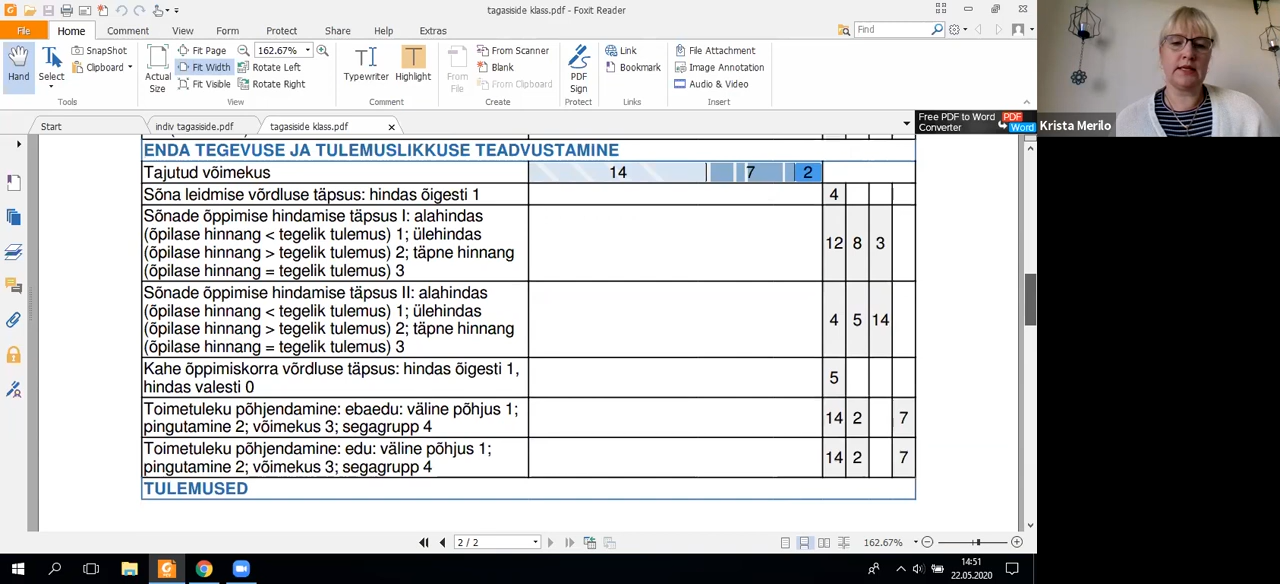 tagasiside klass.pdf - Foxit Reader
File Home Comment View Form Protect Share Help Extras
Find
Hand
Select
SnapShot
Clipboard
Tools
Actual Size
Fit Page
Fit Width
Fit Visible
162.67%
Rotate Left
Rotate Right
View
Typewriter
Highlight
Comment
From File
From Scanner
Blank
From Clipboard
Create
PDF Sign
Protect
Link
Bookmark
Links
File Attachment
Image Annotation
Audio & Video
Insert
Start
indiv tagasiside.pdf
tagasiside klass.pdf
Free PDF to Word
Converter
PDF
Word
Krista Merilo
ENDA TEGEVUSE JA TULEMUSLIKKUSE TEADVUSTAMINE
Tajutud võimekus 14 7 2
Sõna leidmise võrdluse täpsus: hindas õigesti 1 4
Sõnade õppimise hindamise täpsus I: alahindas
(õpilase hinnang < tegelik tulemus) 1; ülehindas
(õpilase hinnang > tegelik tulemus) 2; täpne hinnang
(õpilase hinnang = tegelik tulemus) 3
12 8 3
Sõnade õppimise hindamise täpsus II: alahindas
(õpilase hinnang < tegelik tulemus) 1; ülehindas
(õpilase hinnang > tegelik tulemus) 2; täpne hinnang
(õpilase hinnang = tegelik tulemus) 3
4 5 14
Kahe õppimiskorra võrdluse täpsus: hindas õigesti 1,
hindas valesti 0
5
Toimetuleku põhjendamine: ebaedu: väline põhjus 1;
pingutamine 2; võimekus 3; segagrupp 4
14 2 7
Toimetuleku põhjendamine: edu: väline põhjus 1;
pingutamine 2; võimekus 3; segagrupp 4
14 2 7
TULEMUSED
2 / 2
162.67%
14:51
22.05.2020